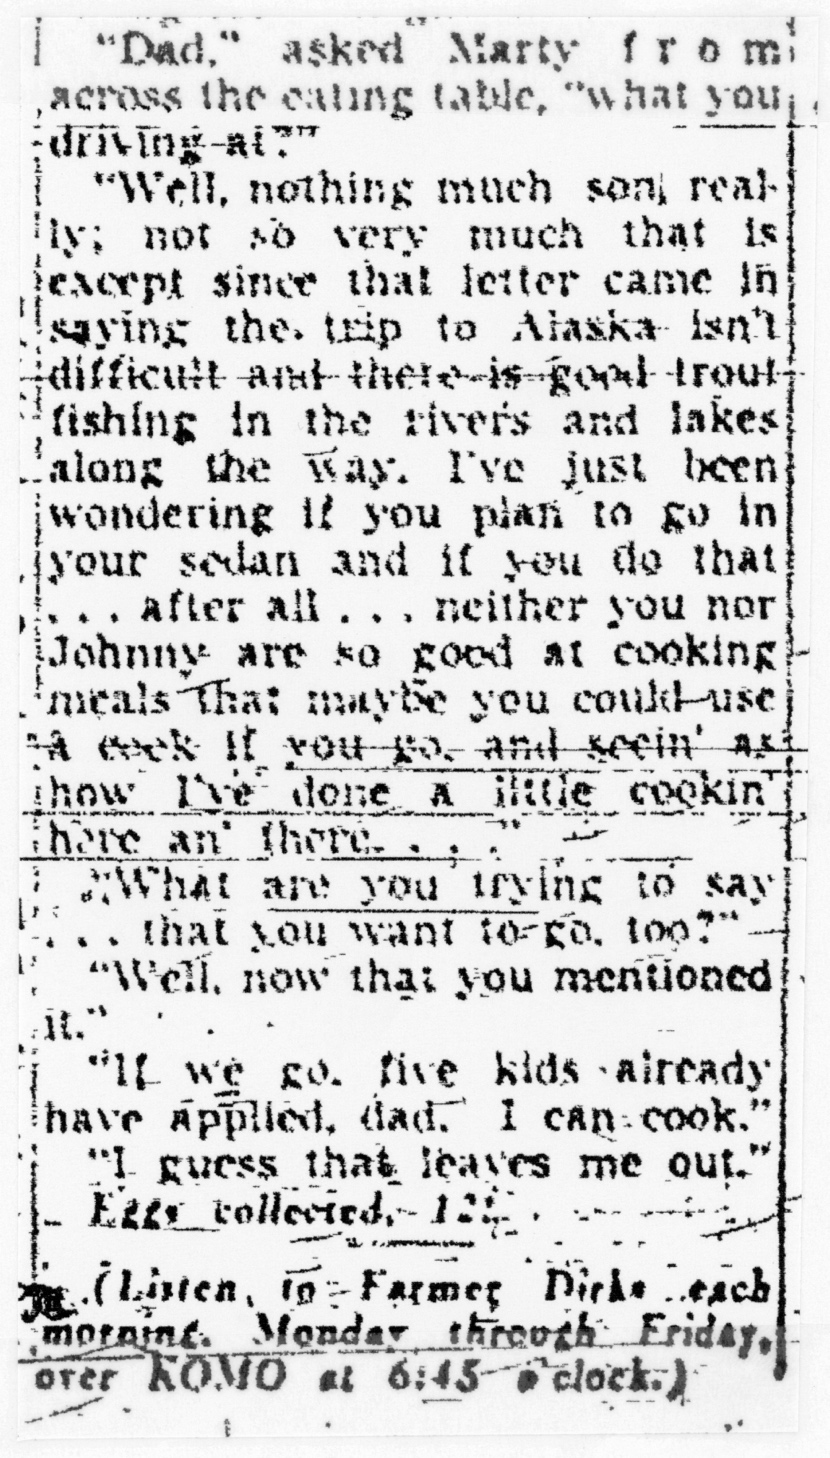 "Dad," asked Marty from
across the eating table, "what you
driving at?"
"Well, nothing much son, real-
ly; not so very much that is
except since that letter came in
saying the trip to Alaska isn't
difficult and there is good trout
fishing in the rivers and lakes
along the way. I've just been
wondering if you plan to go in
your sedan and if you do that
. . . after all . . . neither you nor
Johnny are so good at cooking
meals that maybe you could use
a cook if you go, and seein' as
how I've done a little cookin'
here an' there. . . ."
"What are you trying to say
. . . that you want to go, too?"
"Well, now that you mentioned
it."
"If we go, five kids already
have applied, dad. I can cook."
"I guess that leaves me out."
Eggs collected,
(Listen to Farmer Dirks each
morning, Monday through Friday,
over KOMO at 6:45 o'clock.)